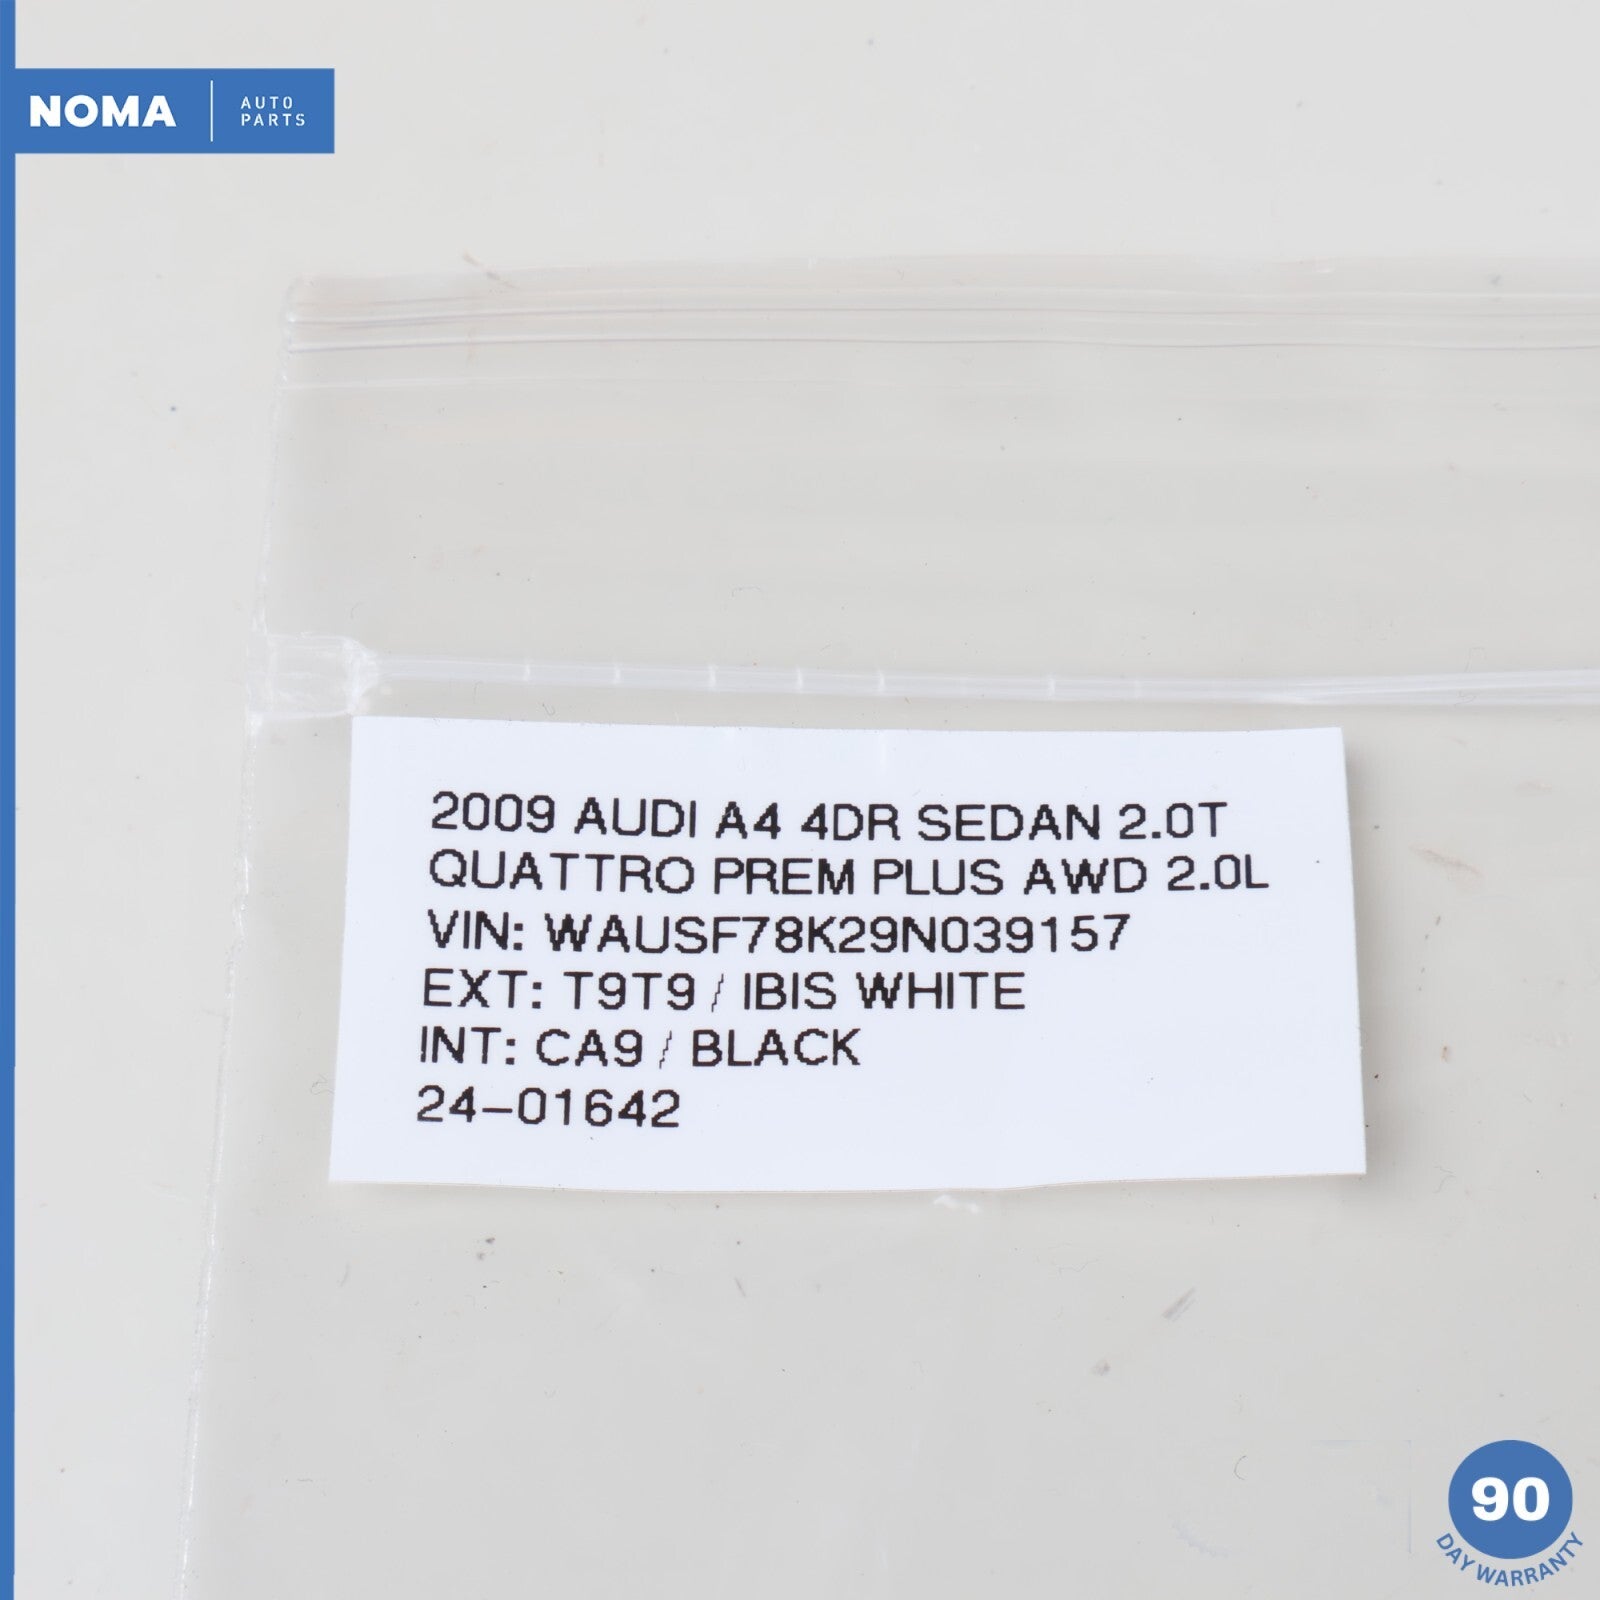 NOMA
AUTO
PARTS
2009 AUDI A4 4DR SEDAN 2.0T
QUATTRO PREM PLUS AWD 2.0L
VIN: WAUSF78K29N039157
EXT: T9T9 / IBIS WHITE
INT: CA9 / BLACK
24-01642
90
DAY WARRANTY